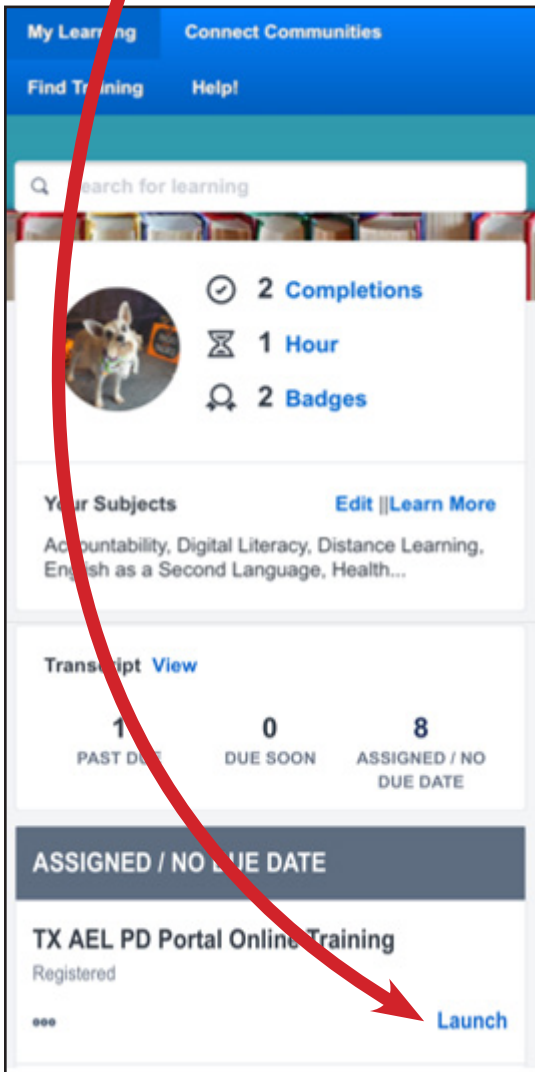 My Learning Connect Communities
Find Training Help!
Search for learning
2 Completions
1 Hour
2 Badges
Your Subjects Edit ||Learn More
Accountability, Digital Literacy, Distance Learning,
English as a Second Language, Health...
Transcript View
1 0 8
PAST DUE DUE SOON ASSIGNED / NO
DUE DATE
ASSIGNED / NO DUE DATE
TX AEL PD Portal Online Training
Registered
Launch